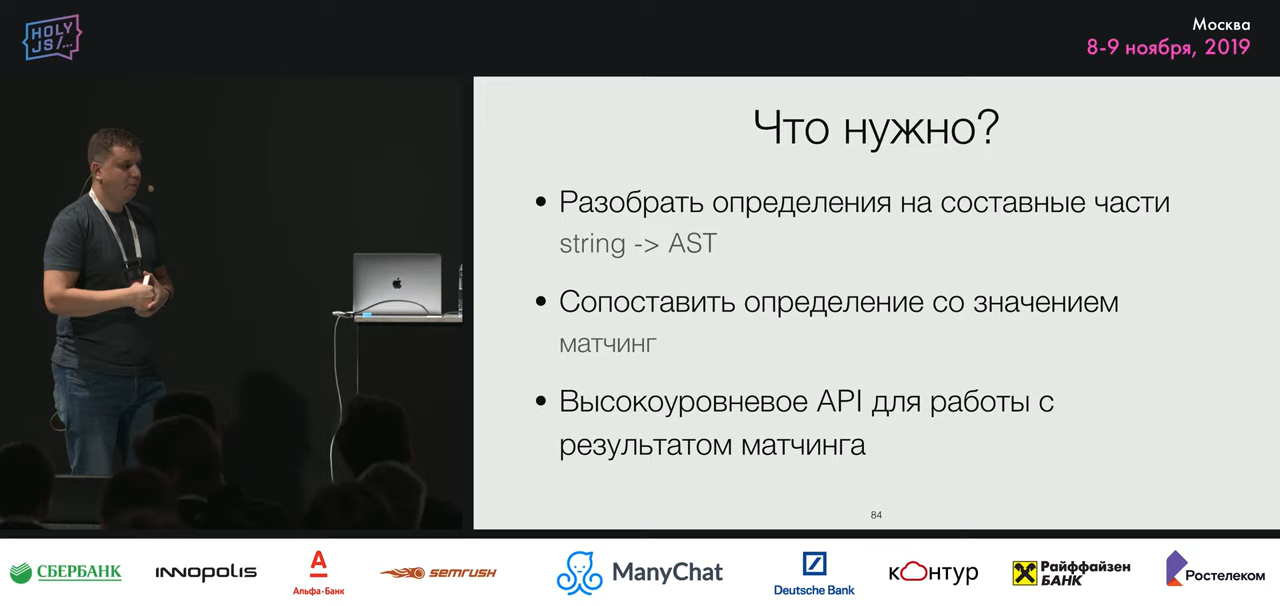 HOLY
JS/...
Москва
8-9 ноября, 2019
Что нужно?
• Разобрать определения на составные части
string -> AST
• Сопоставить определение со значением
матчинг
• Высокоуровневое API для работы с
результатом матчинга
84
СБЕРБАНК
INNOPOLIS
А
Альфа·Банк
semrush
ManyChat
Deutsche Bank
кОнтур
Райффайзен
БАНК
Ростелеком